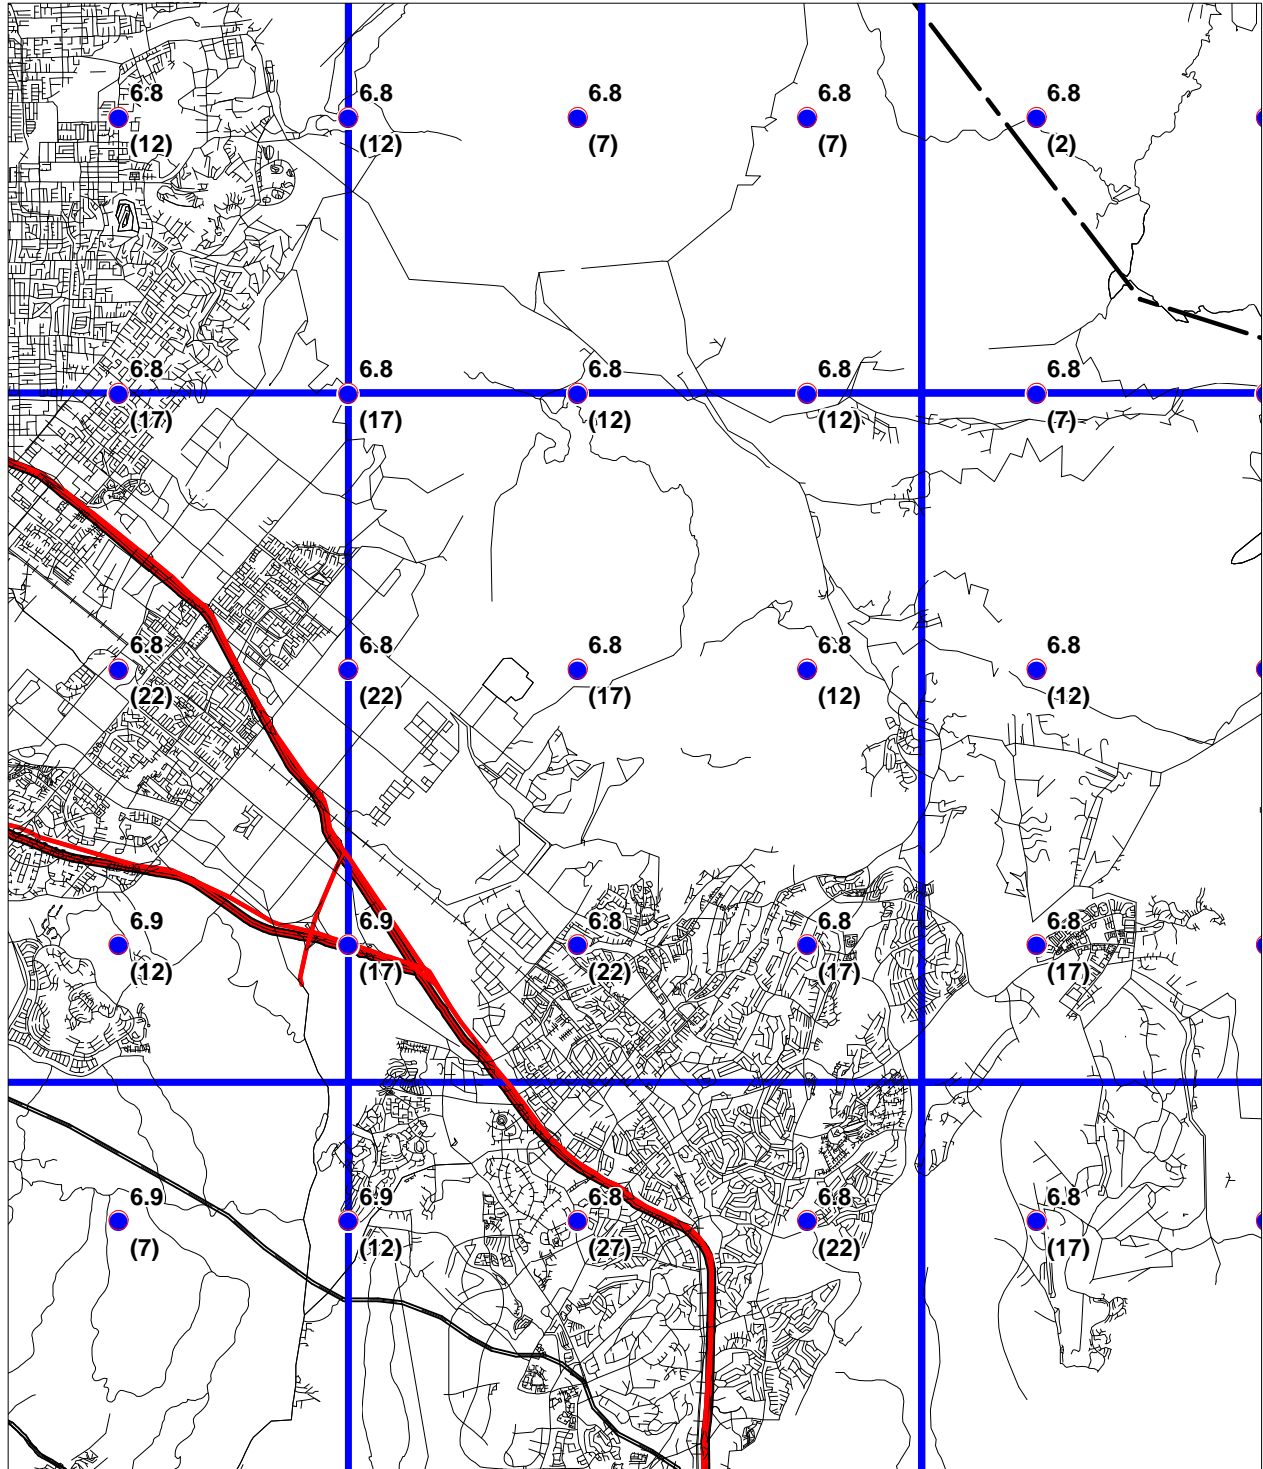 6.8 6.8 6.8 6.8 6.8
(12) (12) (7) (7) (2)
6.8 6.8 6.8 6.8 6.8
(17) (17) (12) (12) (7)
6.8 6.8 6.8 6.8 6.8
(22) (22) (17) (12) (12)
6.9 6.9 6.8 6.8 6.8
(12) (17) (22) (17) (17)
6.9 6.9 6.8 6.8 6.8
(7) (12) (27) (22) (17)